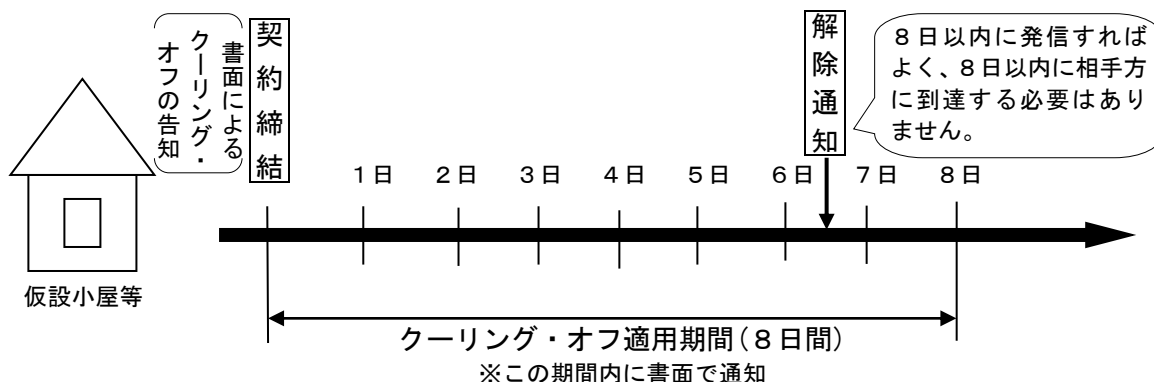 書面による
クーリング・
オフの告知
契約締結
解除通知
８日以内に発信すれば
よく、８日以内に相手方
に到達する必要はあり
ません。
１日 ２日 ３日 ４日 ５日 ６日 ７日 ８日
仮設小屋等
クーリング・オフ適用期間(８日間)
※この期間内に書面で通知